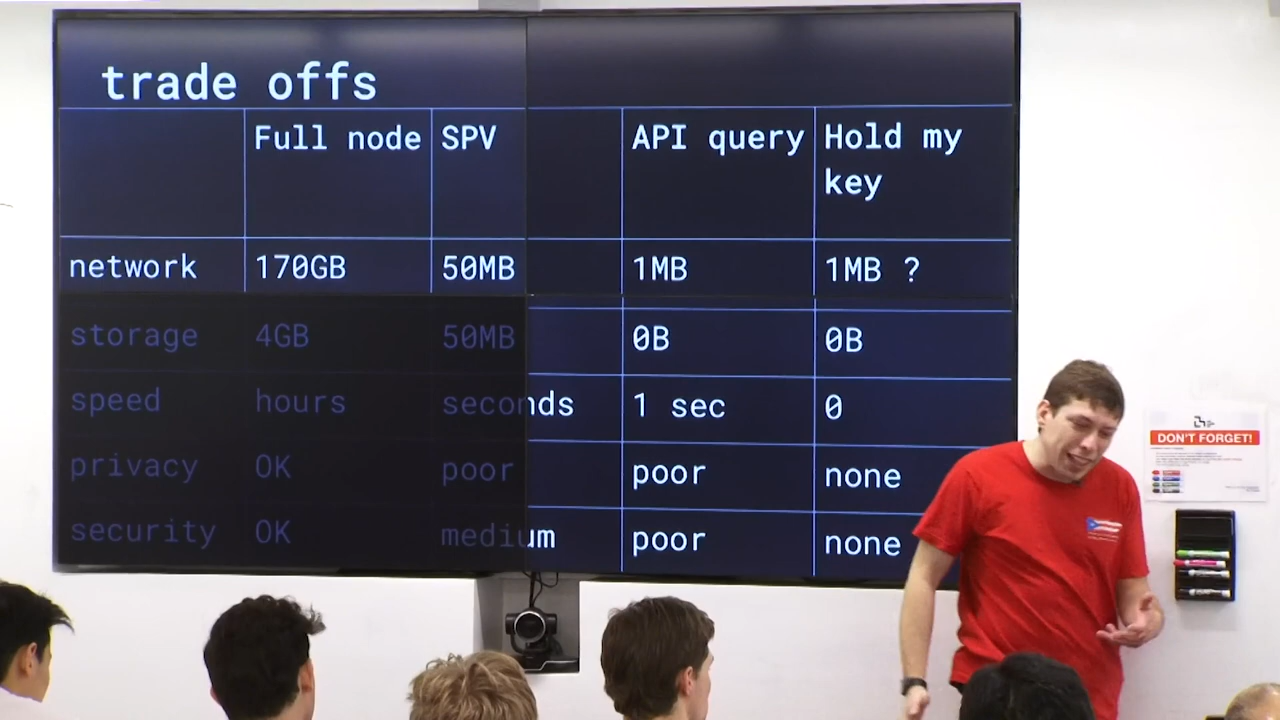 trade offs
Full node SPV API query Hold my
key
network 170GB 50MB 1MB 1MB ?
storage 4GB 50MB 0B 0B
speed hours seconds 1 sec 0
privacy OK poor poor none
security OK medium poor none
DON'T FORGET!